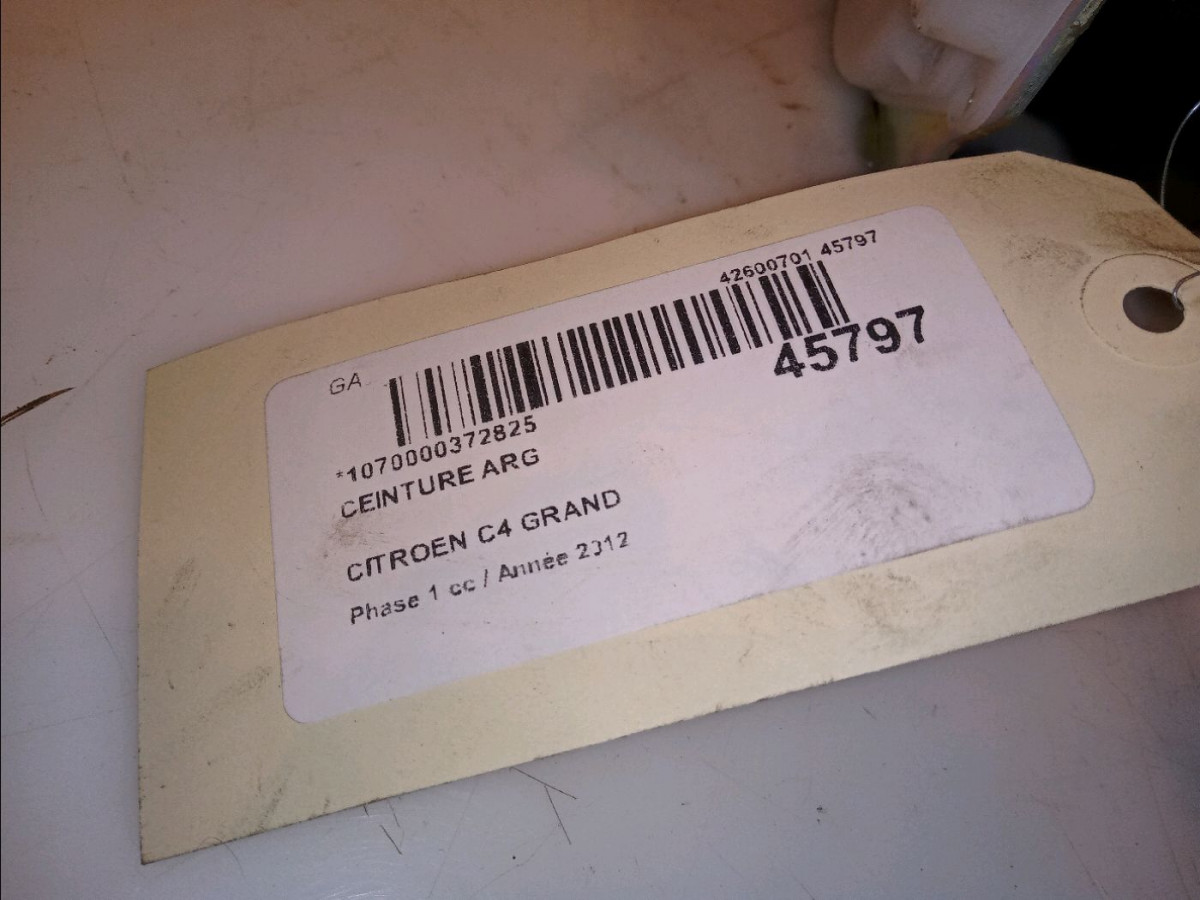 42600701 45797
GA
45797
*1070000372825
CEINTURE ARG
CITROEN C4 GRAND
Phase 1 cc / Année 2012